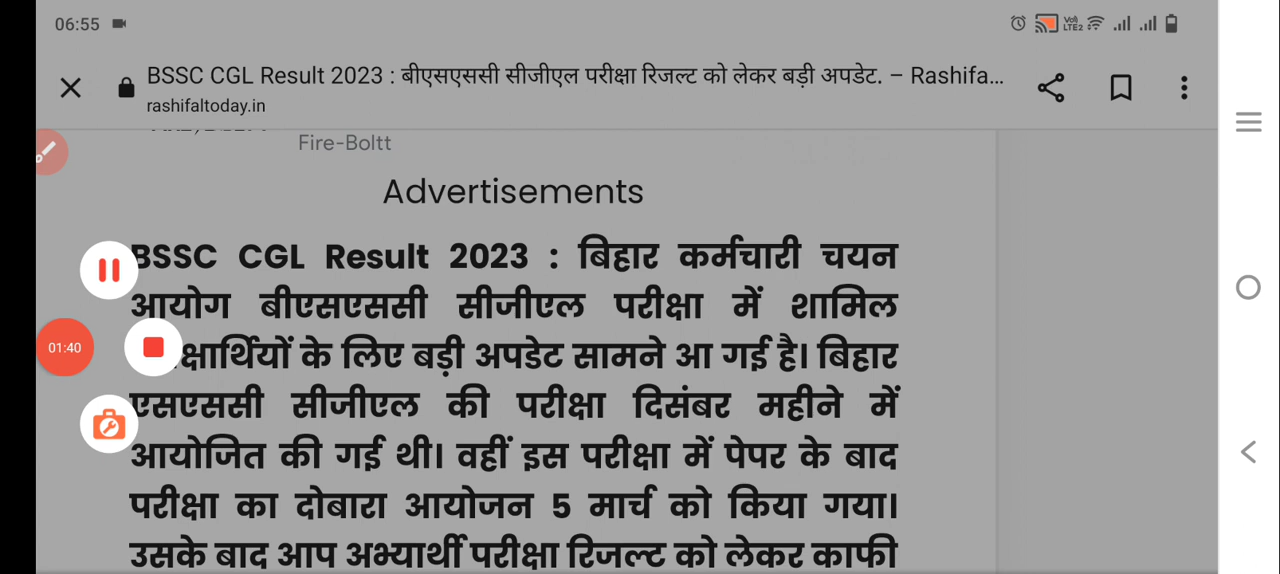 06:55
Vo) LTE2
BSSC CGL Result 2023 : बीएसएससी सीजीएल परीक्षा रिजल्ट को लेकर बड़ी अपडेट. – Rashifa...
rashifaltoday.in
Fire-Boltt
Advertisements
BSSC CGL Result 2023 : बिहार कर्मचारी चयन
आयोग बीएसएससी सीजीएल परीक्षा में शामिल
क्षार्थियों के लिए बड़ी अपडेट सामने आ गई है। बिहार
01:40
एसएससी सीजीएल की परीक्षा दिसंबर महीने में
आयोजित की गई थी। वहीं इस परीक्षा में पेपर के बाद
परीक्षा का दोबारा आयोजन 5 मार्च को किया गया।
उसके बाद आप अभ्यार्थी परीक्षा रिजल्ट को लेकर काफी